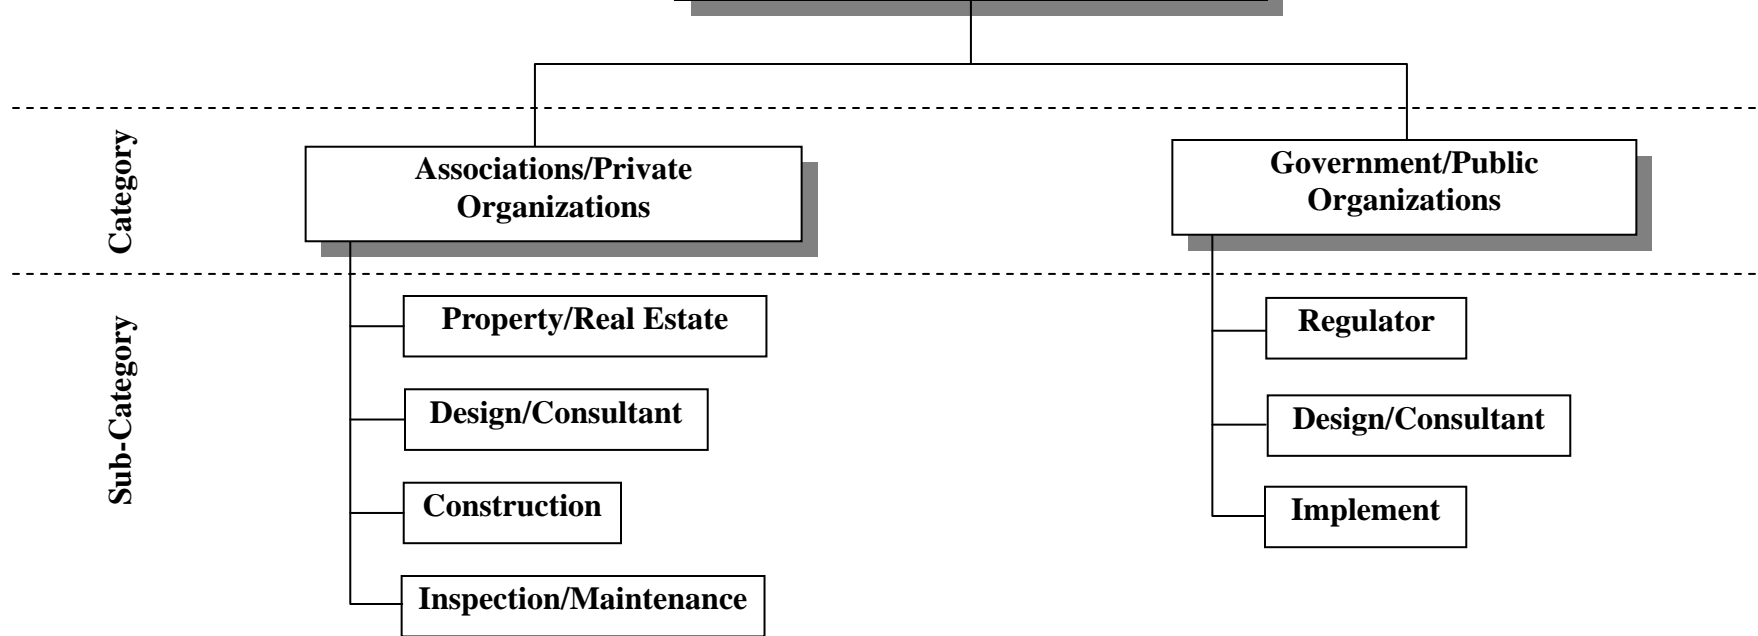 Category
Associations/Private
Organizations
Government/Public
Organizations
Sub-Category
Property/Real Estate
Design/Consultant
Construction
Inspection/Maintenance
Regulator
Design/Consultant
Implement